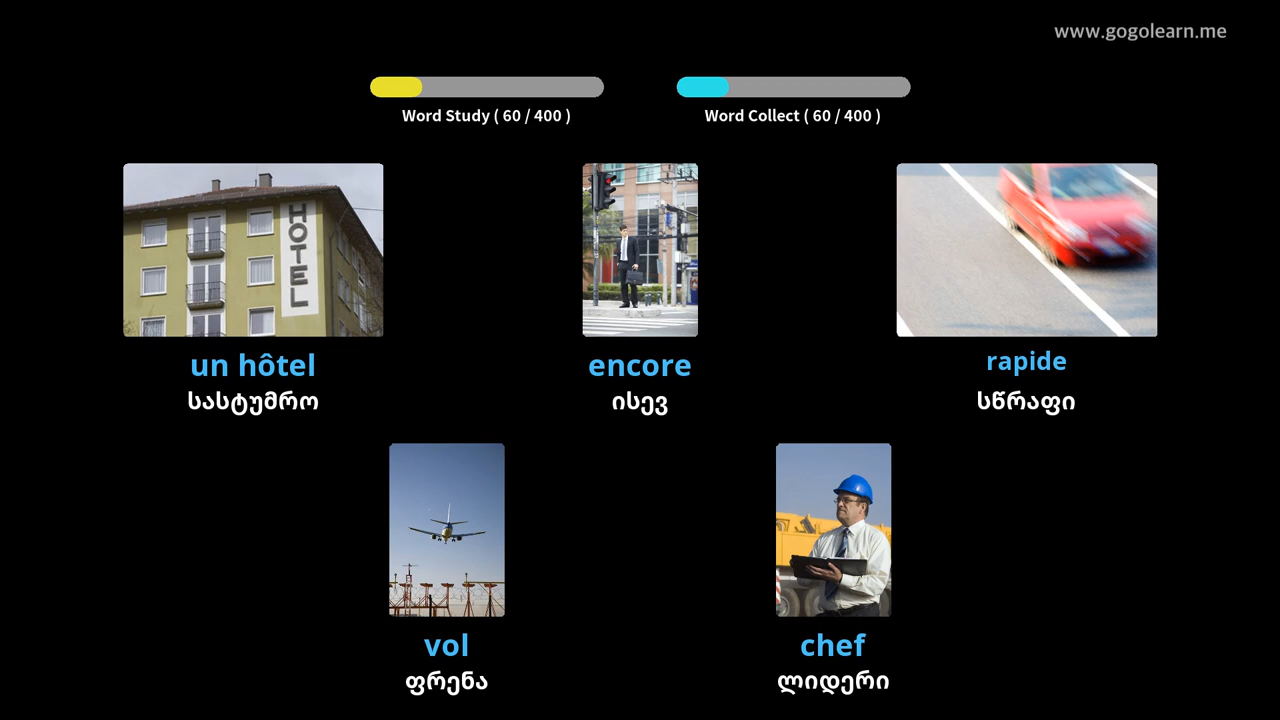 www.gogolearn.me
Word Study ( 60 / 400 )
Word Collect ( 60 / 400 )
HOTEL
un hôtel
სასტუმრო
encore
ისევ
rapide
სწრაფი
vol
ფრენა
chef
ლიდერი